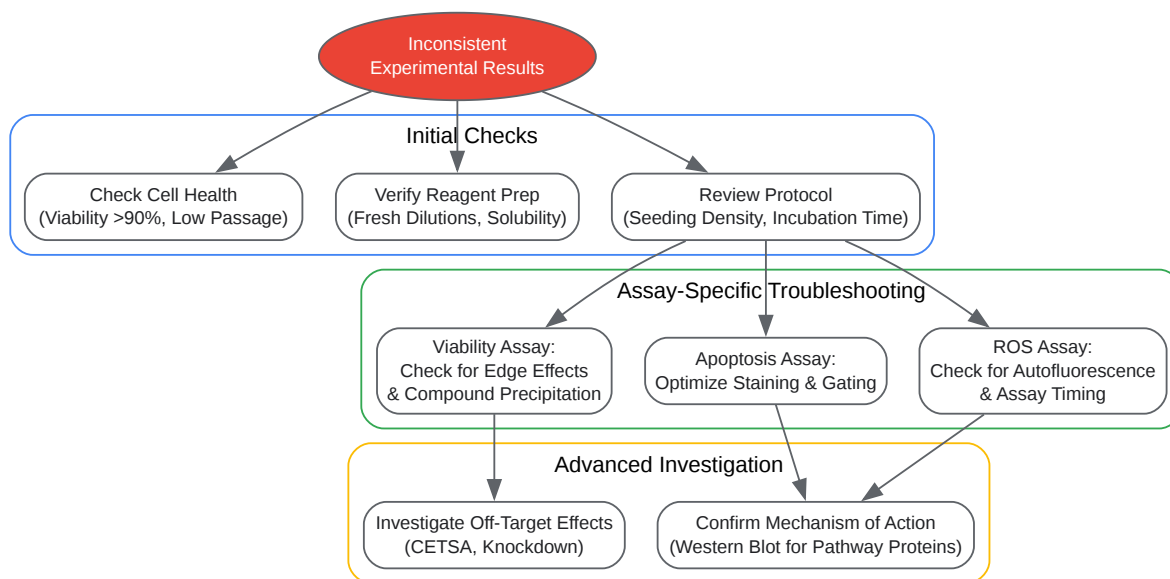 Inconsistent
Experimental Results
Initial Checks
Check Cell Health
(Viability >90%, Low Passage)
Verify Reagent Prep
(Fresh Dilutions, Solubility)
Review Protocol
(Seeding Density, Incubation Time)
Assay-Specific Troubleshooting
Viability Assay:
Check for Edge Effects
& Compound Precipitation
Apoptosis Assay:
Optimize Staining & Gating
ROS Assay:
Check for Autofluorescence
& Assay Timing
Advanced Investigation
Investigate Off-Target Effects
(CETSA, Knockdown)
Confirm Mechanism of Action
(Western Blot for Pathway Proteins)